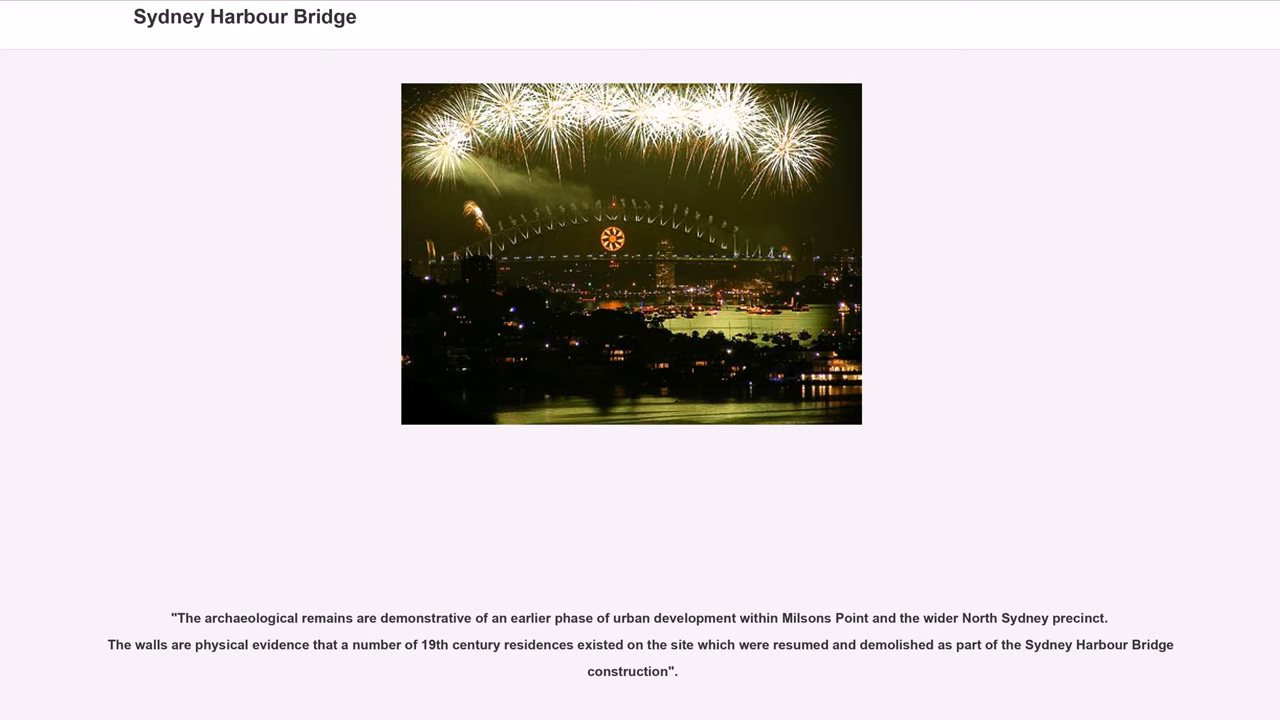 Sydney Harbour Bridge
"The archaeological remains are demonstrative of an earlier phase of urban development within Milsons Point and the wider North Sydney precinct.
The walls are physical evidence that a number of 19th century residences existed on the site which were resumed and demolished as part of the Sydney Harbour Bridge
construction".